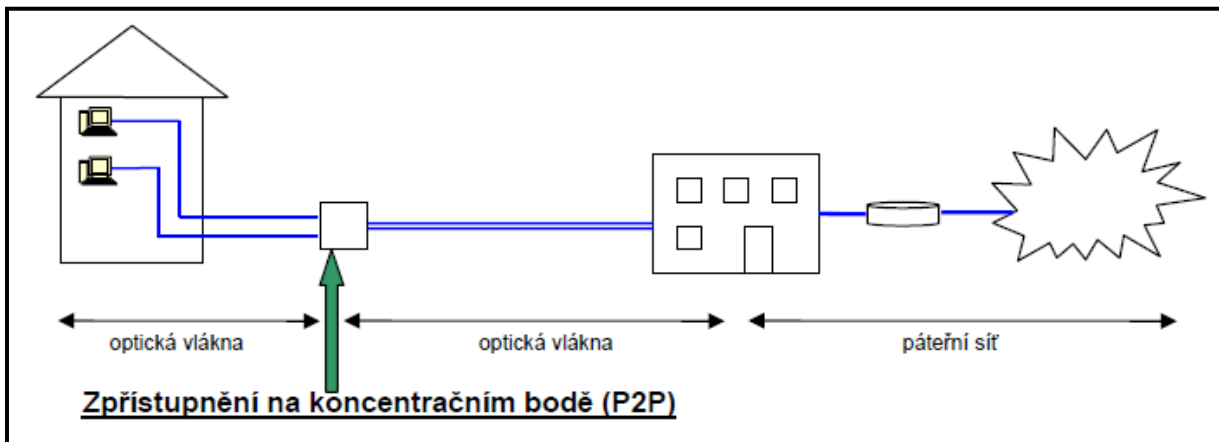 optická vlákna
optická vlákna
páteřní síť
Zpřístupnění na koncentračním bodě (P2P)